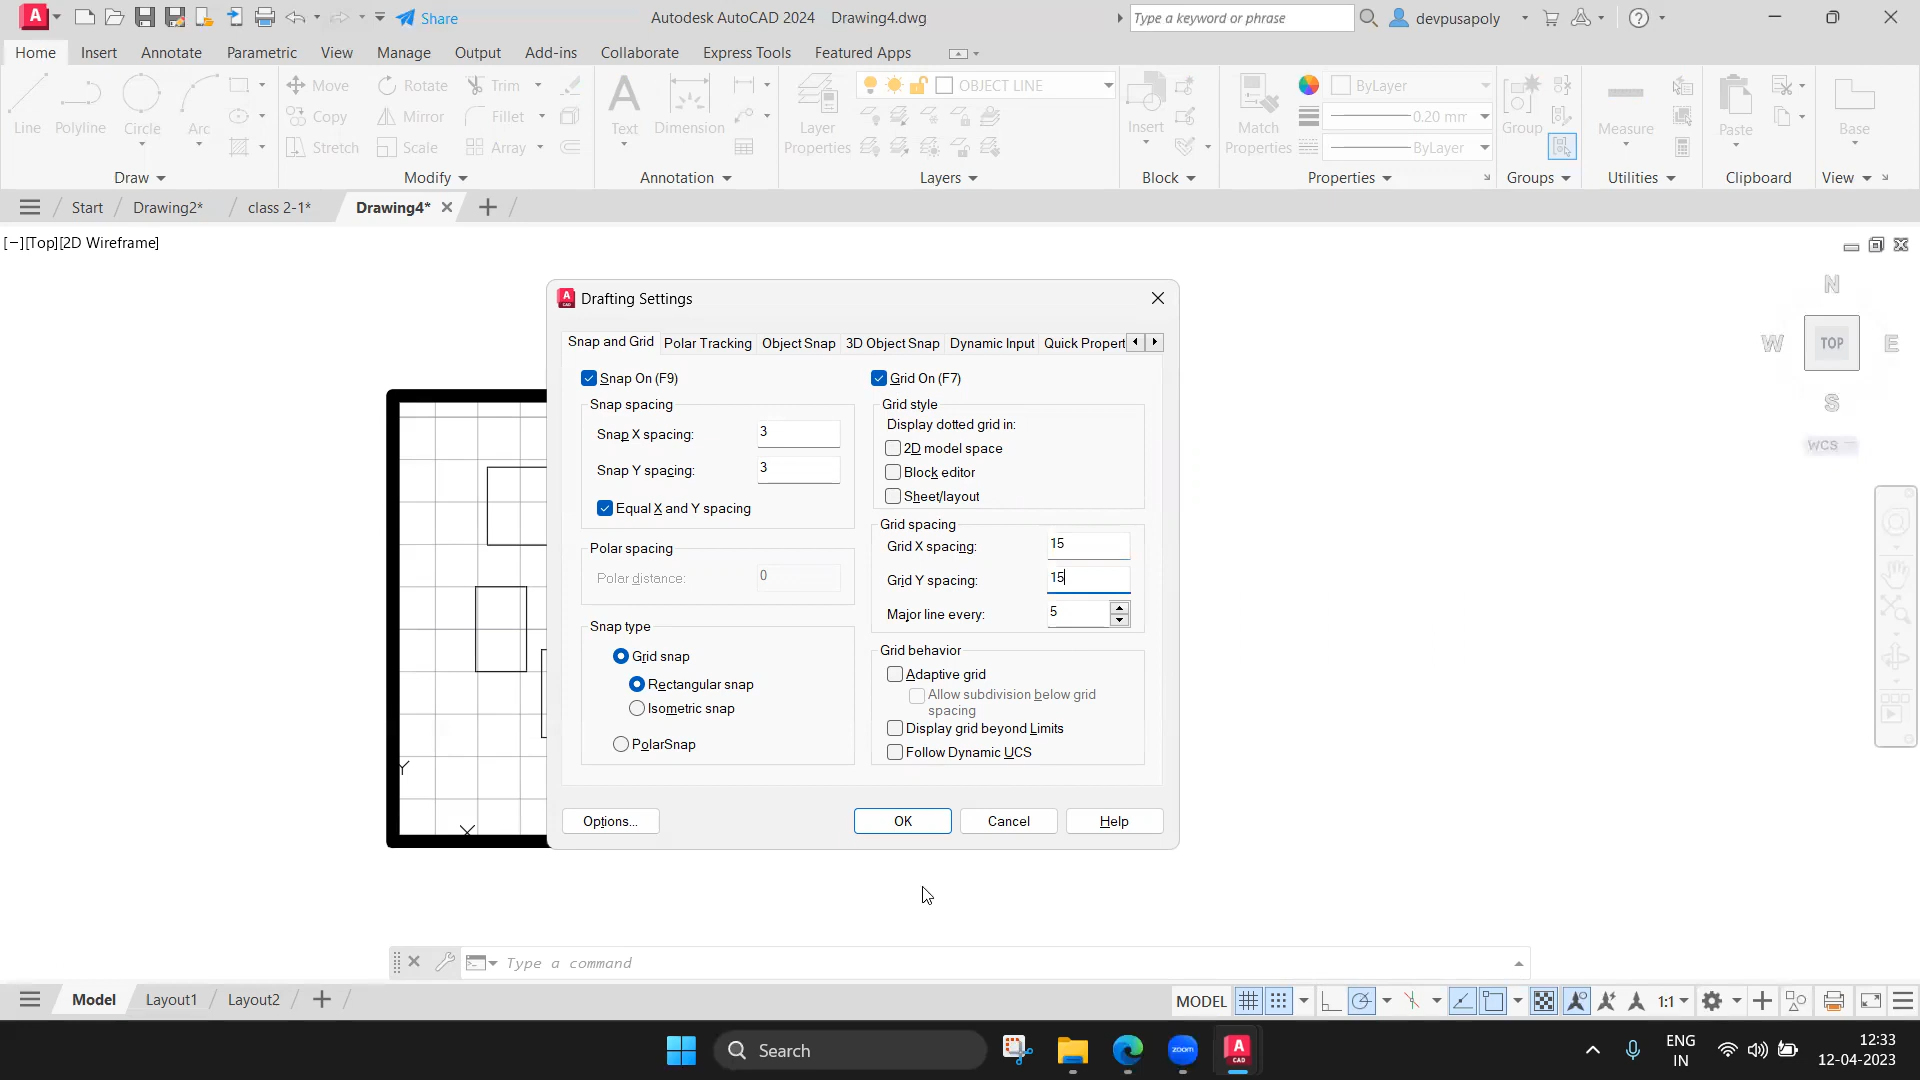 Share
Autodesk AutoCAD 2024 Drawing4.dwg
Type a keyword or phrase
devpusapoly
Home Insert Annotate Parametric View Manage Output Add-ins Collaborate Express Tools Featured Apps
Line Polyline Circle Arc
Move Rotate Trim
Copy Mirror Fillet
Stretch Scale Array
Text Dimension
Layer Properties
OBJECT LINE
Insert
Match Properties
ByLayer
0.20 mm
ByLayer
Group
Measure
Paste
Base
Draw Modify Annotation Layers Block Properties Groups Utilities Clipboard View
Start Drawing2* class 2-1* Drawing4*
[−][Top][2D Wireframe]
N
W TOP E
S
WCS
Drafting Settings
Snap and Grid Polar Tracking Object Snap 3D Object Snap Dynamic Input Quick Propert
Snap On (F9)
Snap spacing
Snap X spacing: 3
Snap Y spacing: 3
Equal X and Y spacing
Polar spacing
Polar distance: 0
Snap type
Grid snap
Rectangular snap
Isometric snap
PolarSnap
Grid On (F7)
Grid style
Display dotted grid in:
2D model space
Block editor
Sheet/layout
Grid spacing
Grid X spacing: 15
Grid Y spacing: 15
Major line every: 5
Grid behavior
Adaptive grid
Allow subdivision below grid
spacing
Display grid beyond Limits
Follow Dynamic UCS
Options... OK Cancel Help
Y
X
Type a command
Model Layout1 Layout2
MODEL
1:1
Search
zoom
A
CAD
ENG
IN
12:33
12-04-2023